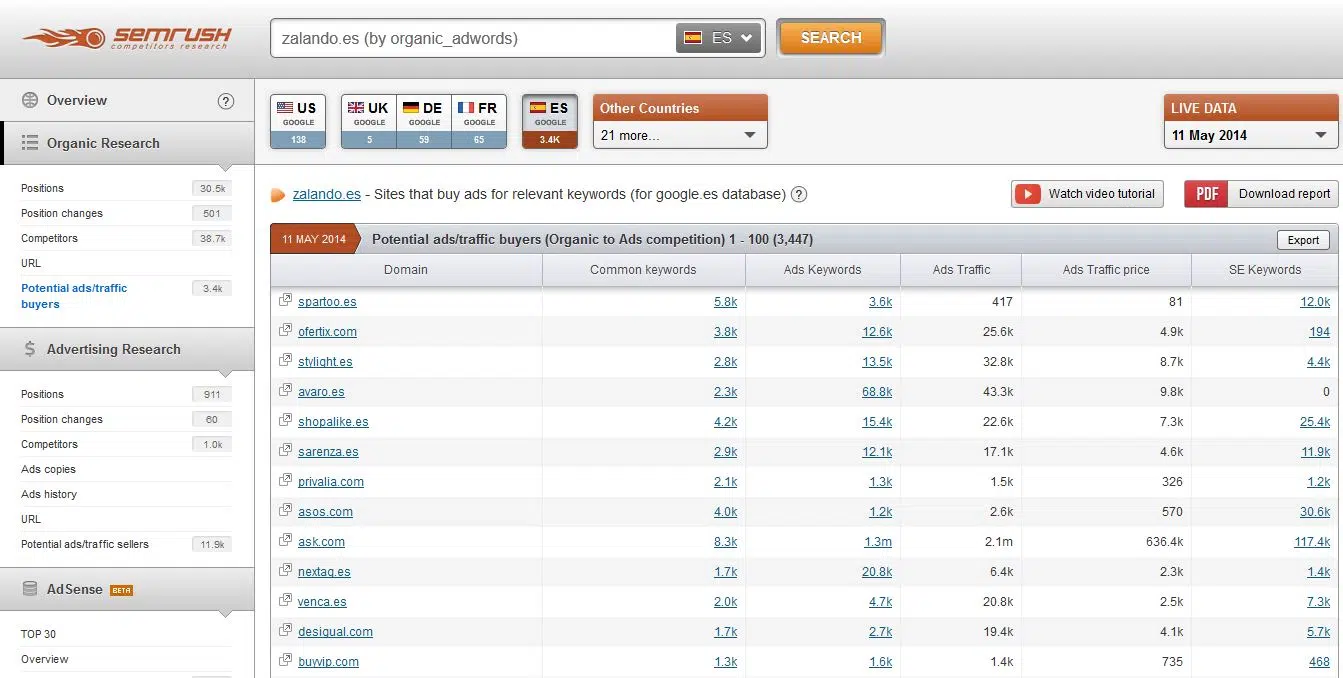 SEMRUSH
competitors research
zalando.es (by organic_adwords)
ES
SEARCH
Overview
?
Organic Research
Positions 30.5k
Position changes 501
Competitors 38.7k
URL
Potential ads/traffic 3.4k
buyers
Advertising Research
Positions 911
Position changes 60
Competitors 1.0k
Ads copies
Ads history
URL
Potential ads/traffic sellers 11.9k
AdSense BETA
TOP 30
Overview
US UK DE FR ES
GOOGLE GOOGLE GOOGLE GOOGLE GOOGLE
138 5 59 65 3.4K
Other Countries
21 more...
LIVE DATA
11 May 2014
zalando.es - Sites that buy ads for relevant keywords (for google.es database) ?
Watch video tutorial
PDF Download report
11 MAY 2014 Potential ads/traffic buyers (Organic to Ads competition) 1 - 100 (3,447) Export
Domain Common keywords Ads Keywords Ads Traffic Ads Traffic price SE Keywords
spartoo.es 5.8k 3.6k 417 81 12.0k
ofertix.com 3.8k 12.6k 25.6k 4.9k 194
stylight.es 2.8k 13.5k 32.8k 8.7k 4.4k
avaro.es 2.3k 68.8k 43.3k 9.8k 0
shopalike.es 4.2k 15.4k 22.6k 7.3k 25.4k
sarenza.es 2.9k 12.1k 17.1k 4.6k 11.9k
privalia.com 2.1k 1.3k 1.5k 326 1.2k
asos.com 4.0k 1.2k 2.6k 570 30.6k
ask.com 8.3k 1.3m 2.1m 636.4k 117.4k
nextag.es 1.7k 20.8k 6.4k 2.3k 1.4k
venca.es 2.0k 4.7k 20.8k 2.5k 7.3k
desigual.com 1.7k 2.7k 19.4k 4.1k 5.7k
buyvip.com 1.3k 1.6k 1.4k 735 468